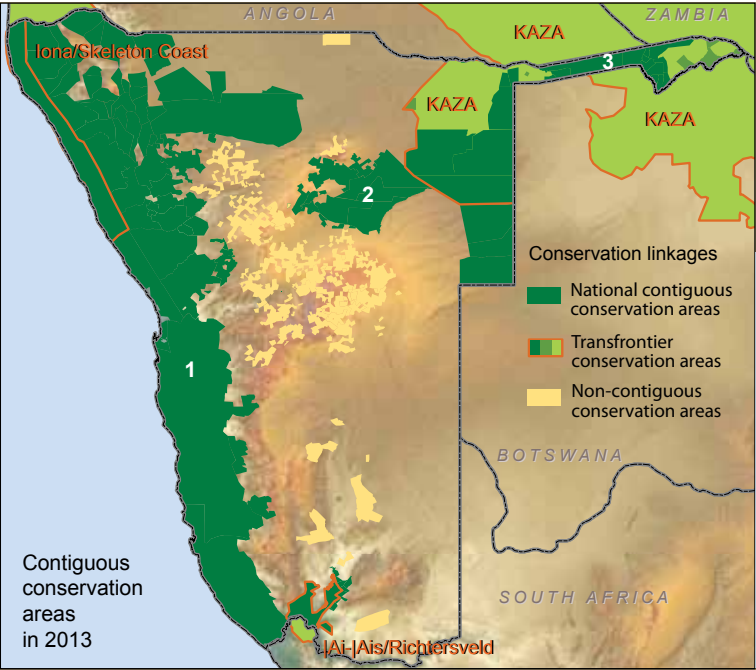 ANGOLA
ZAMBIA
KAZA
Iona/Skeleton Coast
3
KAZA
KAZA
2
Conservation linkages
National contiguous
conservation areas
Transfrontier
conservation areas
Non-contiguous
conservation areas
1
BOTSWANA
Contiguous
conservation
areas
in 2013
SOUTH AFRICA
|Ai-|Ais/Richtersveld